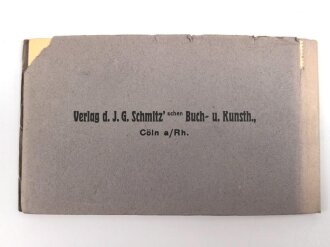 Verlag d. J. G. Schmitz'schen Buch- u. Kunsth.,
Cöln a/Rh.